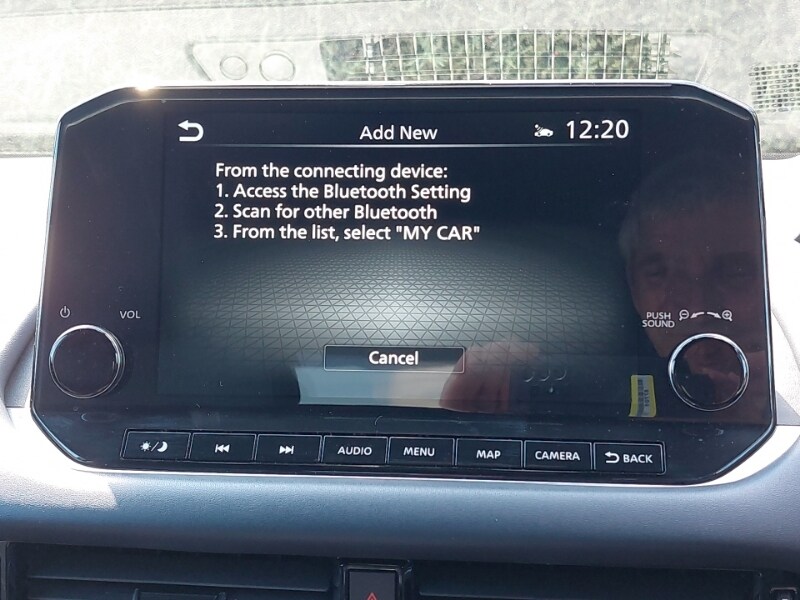 Add New
12:20
From the connecting device:
1. Access the Bluetooth Setting
2. Scan for other Bluetooth
3. From the list, select "MY CAR"
VOL
PUSH
SOUND
Cancel
AUDIO
MENU
MAP
CAMERA
BACK